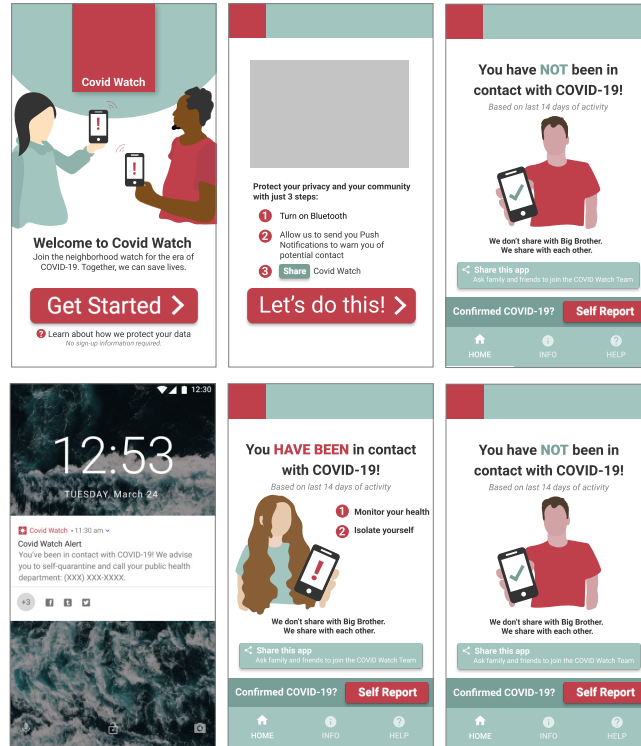 Covid Watch
!
!
Welcome to Covid Watch
Join the neighborhood watch for the era of
COVID-19. Together, we can save lives.
Get Started >
? Learn about how we protect your data
No sign-up information required.
Protect your privacy and your community
with just 3 steps:
1 Turn on Bluetooth
2 Allow us to send you Push
Notifications to warn you of
potential contact
3 Share Covid Watch
Let's do this! >
You have NOT been in
contact with COVID-19!
Based on last 14 days of activity
We don't share with Big Brother.
We share with each other.
Share this app
Ask family and friends to join the COVID Watch Team
Confirmed COVID-19? Self Report
HOME INFO HELP
12:30
12:53
TUESDAY, March 24
Covid Watch • 11:30 am
Covid Watch Alert
You've been in contact with COVID-19! We advise
you to self-quarantine and call your public health
department: (XXX) XXX-XXXX.
+3
You HAVE BEEN in contact
with COVID-19!
Based on last 14 days of activity
1 Monitor your health
2 Isolate yourself
!
We don't share with Big Brother.
We share with each other.
Share this app
Ask family and friends to join the COVID Watch Team
Confirmed COVID-19? Self Report
HOME INFO HELP
You have NOT been in
contact with COVID-19!
Based on last 14 days of activity
We don't share with Big Brother.
We share with each other.
Share this app
Ask family and friends to join the COVID Watch Team
Confirmed COVID-19? Self Report
HOME INFO HELP